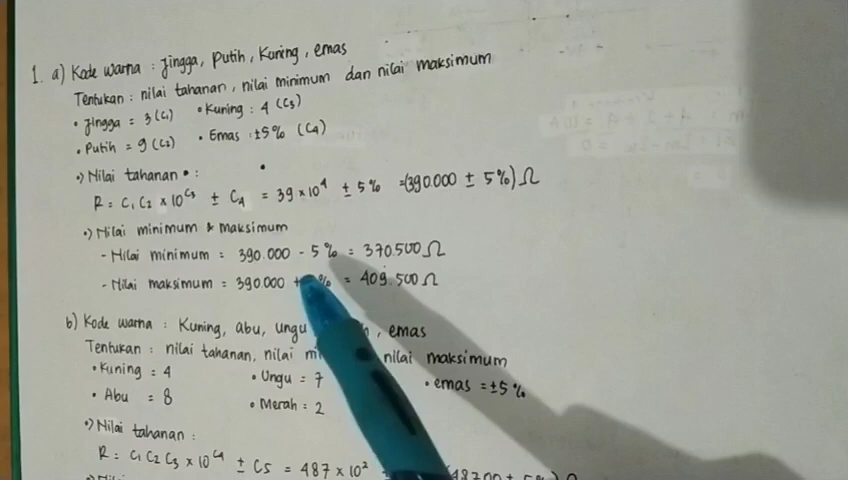 1. a) Kode warna : Jingga, Putih, Kuning, emas
Tentukan : nilai tahanan, nilai minimum dan nilai maksimum
• Jingga = 3 (C1) • Kuning : 4 (C3)
• Putih = 9 (C2) • Emas : ±5% (C4)
•) Nilai tahanan :
R = C1 C2 × 10^C3 ± C4 = 39 × 10^4 ± 5% = (390.000 ± 5%) Ω
•) Nilai minimum & maksimum
- Nilai minimum = 390.000 - 5% = 370.500 Ω
- Nilai maksimum = 390.000 + % = 409.500 Ω
b) Kode warna : Kuning, abu, ungu , emas
Tentukan : nilai tahanan, nilai nilai maksimum
• Kuning = 4 • Ungu = 7 • emas = ±5%
• Abu = 8 • Merah = 2
•) Nilai tahanan :
R = C1 C2 C3 × 10^C4 ± C5 = 487 × 10^2